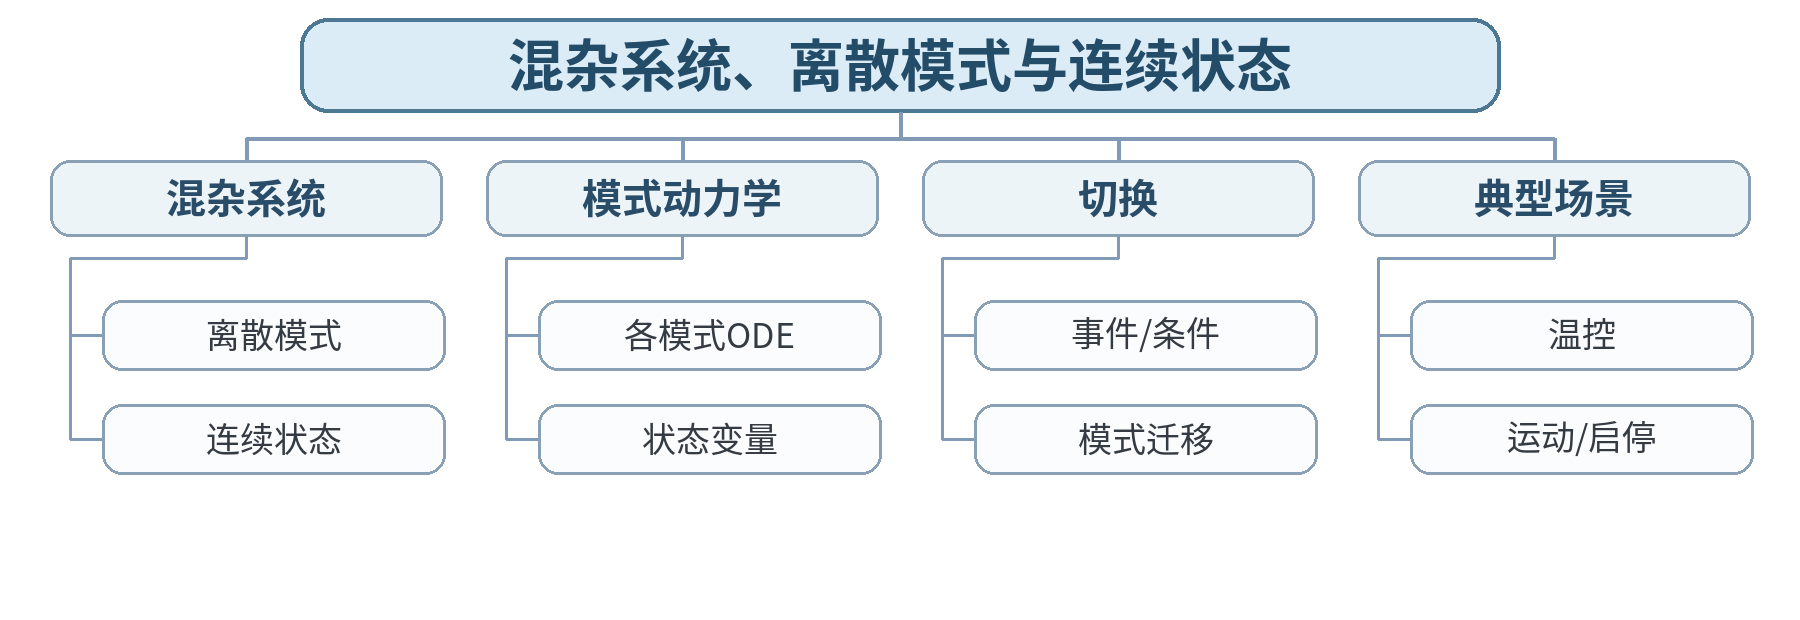 混杂系统、离散模式与连续状态
混杂系统
模式动力学
切换
典型场景
离散模式
各模式ODE
事件/条件
温控
连续状态
状态变量
模式迁移
运动/启停